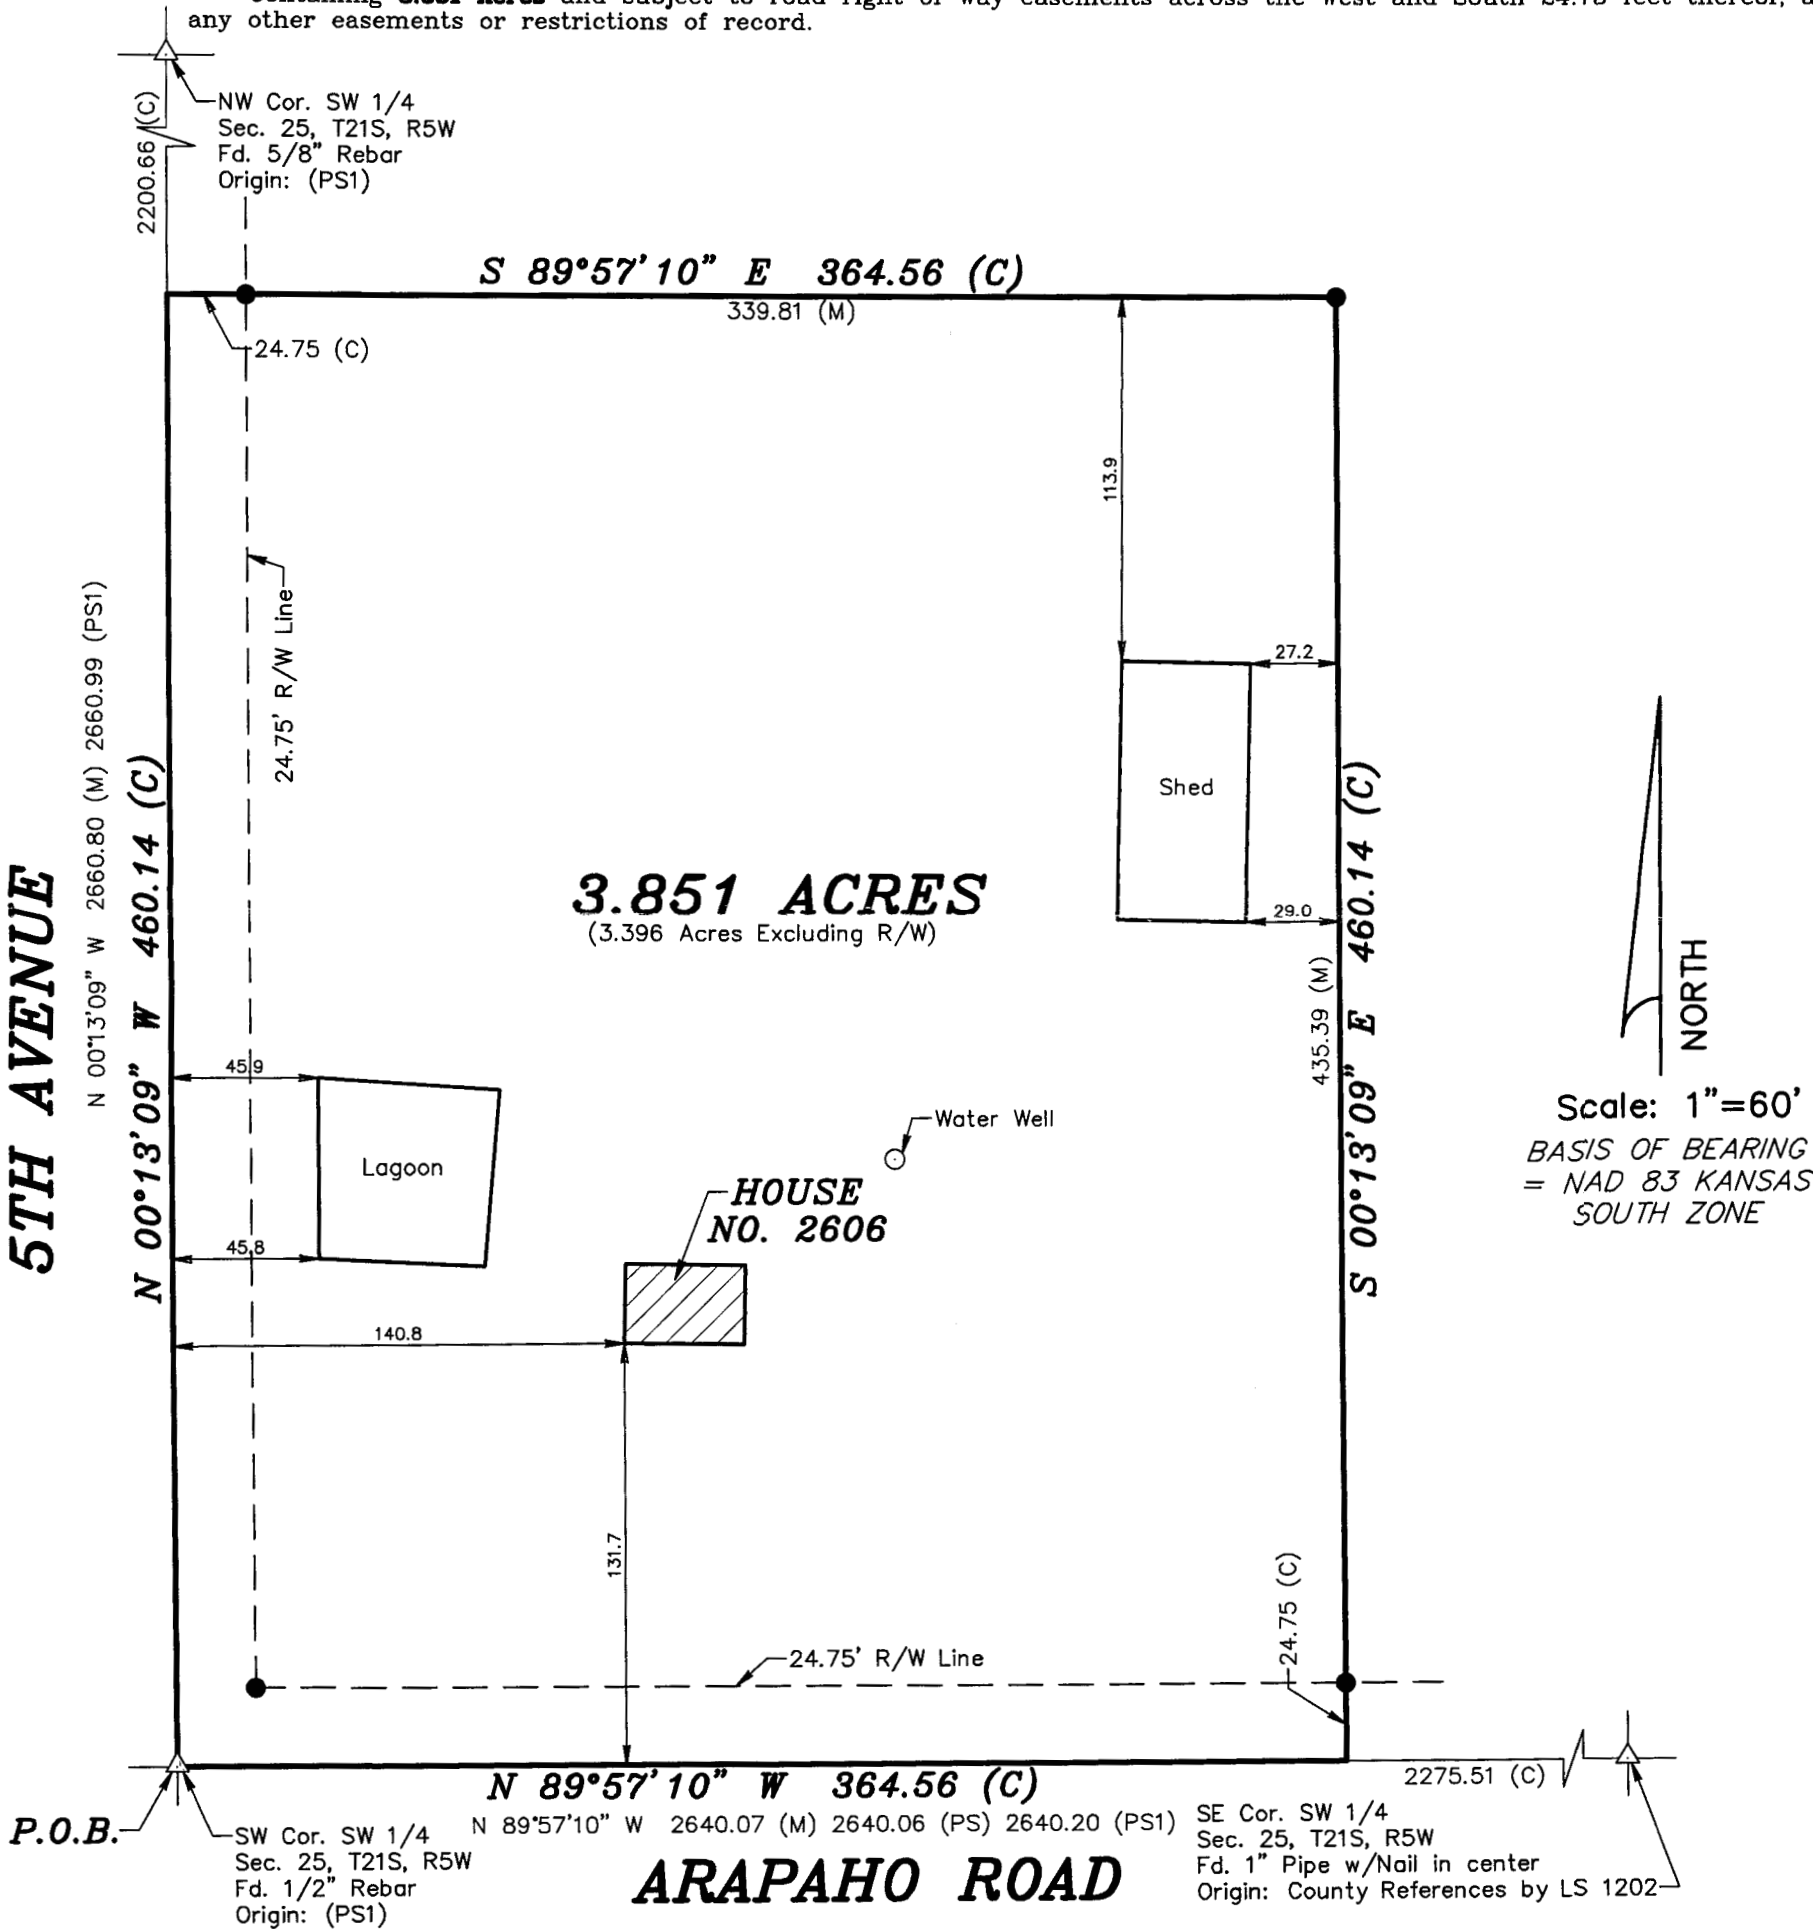 any other easements or restrictions of record.
NW Cor. SW 1/4
Sec. 25, T21S, R5W
Fd. 5/8" Rebar
Origin: (PS1)
2200.66 (C)
S 89°57'10" E 364.56 (C)
339.81 (M)
24.75 (C)
113.9
24.75' R/W Line
27.2
Shed
29.0
N 00°13'09" W 2660.80 (M) 2660.99 (PS1)
N 00°13'09" W 460.14 (C)
5TH AVENUE
3.851 ACRES
(3.396 Acres Excluding R/W)
435.39 (M)
S 00°13'09" E 460.14 (C)
NORTH
Scale: 1"=60'
BASIS OF BEARING
= NAD 83 KANSAS
SOUTH ZONE
45.9
Lagoon
45.8
Water Well
HOUSE
NO. 2606
140.8
131.7
24.75' R/W Line
24.75 (C)
N 89°57'10" W 364.56 (C)
2275.51 (C)
N 89°57'10" W 2640.07 (M) 2640.06 (PS) 2640.20 (PS1)
P.O.B.
SW Cor. SW 1/4
Sec. 25, T21S, R5W
Fd. 1/2" Rebar
Origin: (PS1)
ARAPAHO ROAD
SE Cor. SW 1/4
Sec. 25, T21S, R5W
Fd. 1" Pipe w/Nail in center
Origin: County References by LS 1202